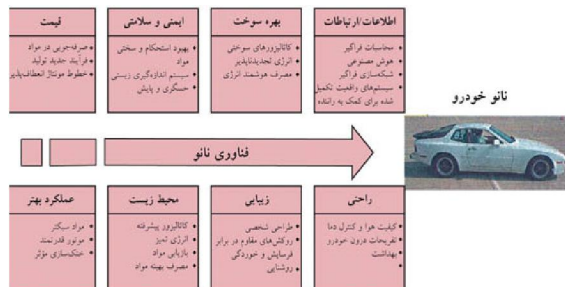 اطلاعات/ارتباطات
محاسبات فراگیر
هوش مصنوعی
شبکه‌سازی فراگیر
سیستم‌های واقعیت تکمیل
شده برای کمک به راننده
بهره سوخت
کاتالیزورهای سوختی
انرژی تجدیدناپذیر
مصرف هوشمند انرژی
ایمنی و سلامتی
بهبود استحکام و سختی
مواد
سیستم اندازه‌گیری زیستی
حسگری و پایش
قیمت
صرفه‌جویی در مواد
فرآیند جدید تولید
خطوط مونتاژ انعطاف‌پذیر
نانو خودرو
فناوری نانو
راحتی
کیفیت هوا و کنترل دما
تفریحات درون خودرو
بهداشت
زیبایی
طراحی شخصی
روکش‌های مقاوم در برابر
فرسایش و خوردگی
روشنایی
محیط زیست
کاتالیزور پیشرفته
انرژی تمیز
بازیابی مواد
مصرف بهینه مواد
عملکرد بهتر
مواد سبکتر
موتور قدرتمند
خنک‌سازی مؤثر